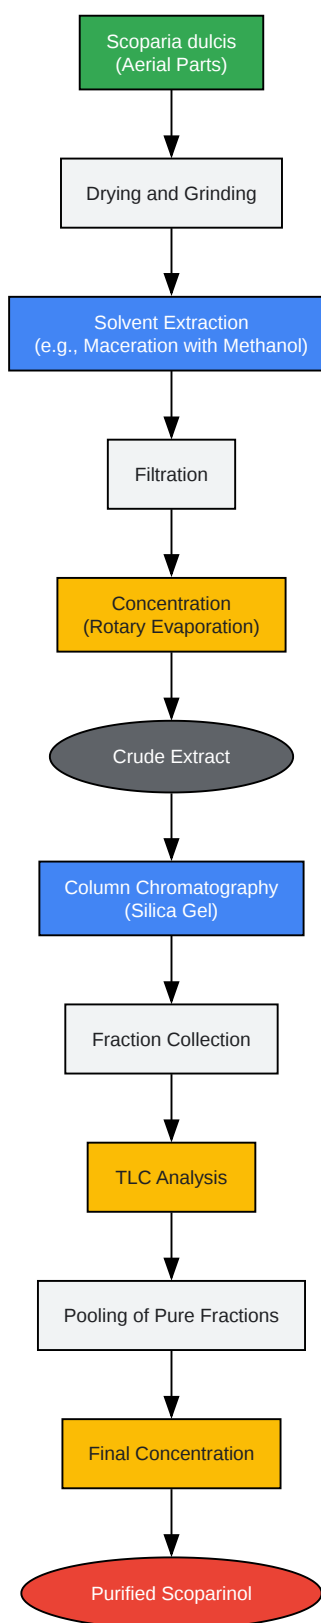 Scoparia dulcis
(Aerial Parts)
Drying and Grinding
Solvent Extraction
(e.g., Maceration with Methanol)
Filtration
Concentration
(Rotary Evaporation)
Crude Extract
Column Chromatography
(Silica Gel)
Fraction Collection
TLC Analysis
Pooling of Pure Fractions
Final Concentration
Purified Scoparinol